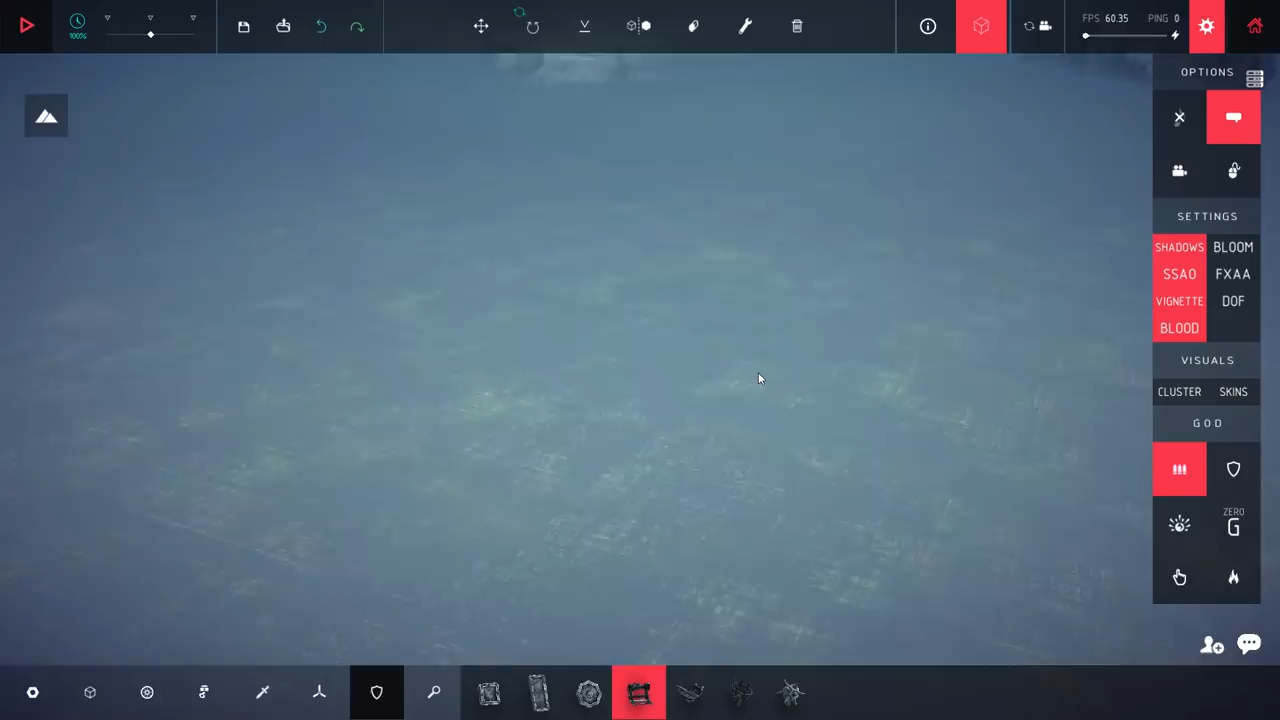 100%
FPS 60.35 PING 0
OPTIONS
SETTINGS
SHADOWS BLOOM
SSAO FXAA
VIGNETTE DOF
BLOOD
VISUALS
CLUSTER SKINS
GOD
ZERO
G